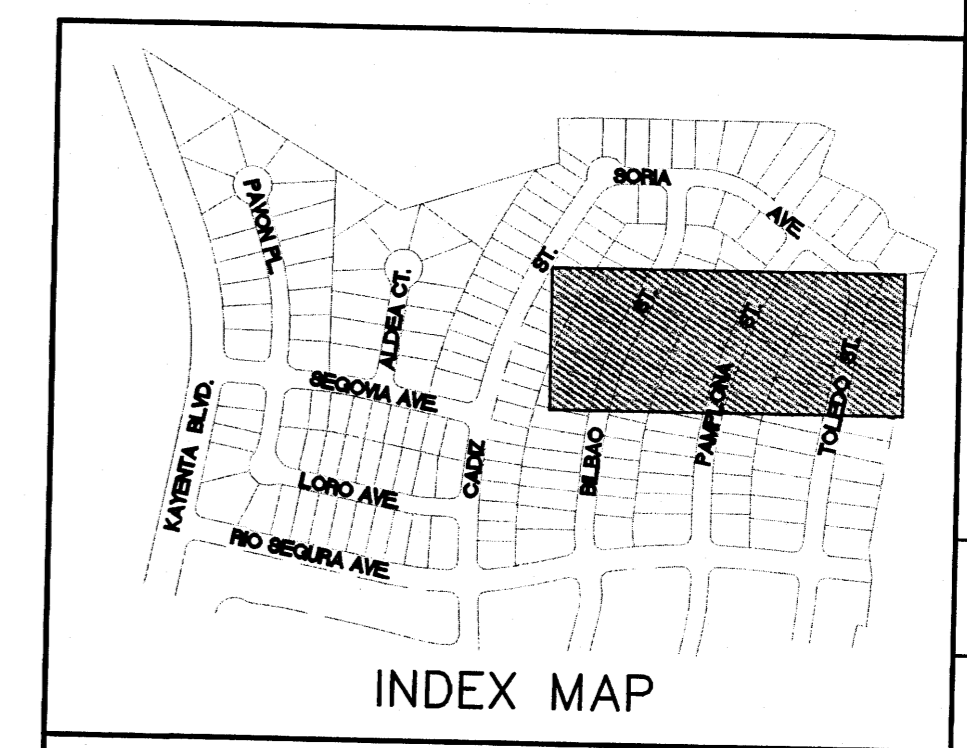 SORIA
AVE
PAVON PL.
ST.
ALDEA CT.
ST.
ST.
TOLEDO ST.
SEGOVIA AVE.
KAYENTA BLVD.
PAMPLONA
CADIZ
BILBAO
LORO AVE.
RIO SEGURA AVE.
INDEX MAP